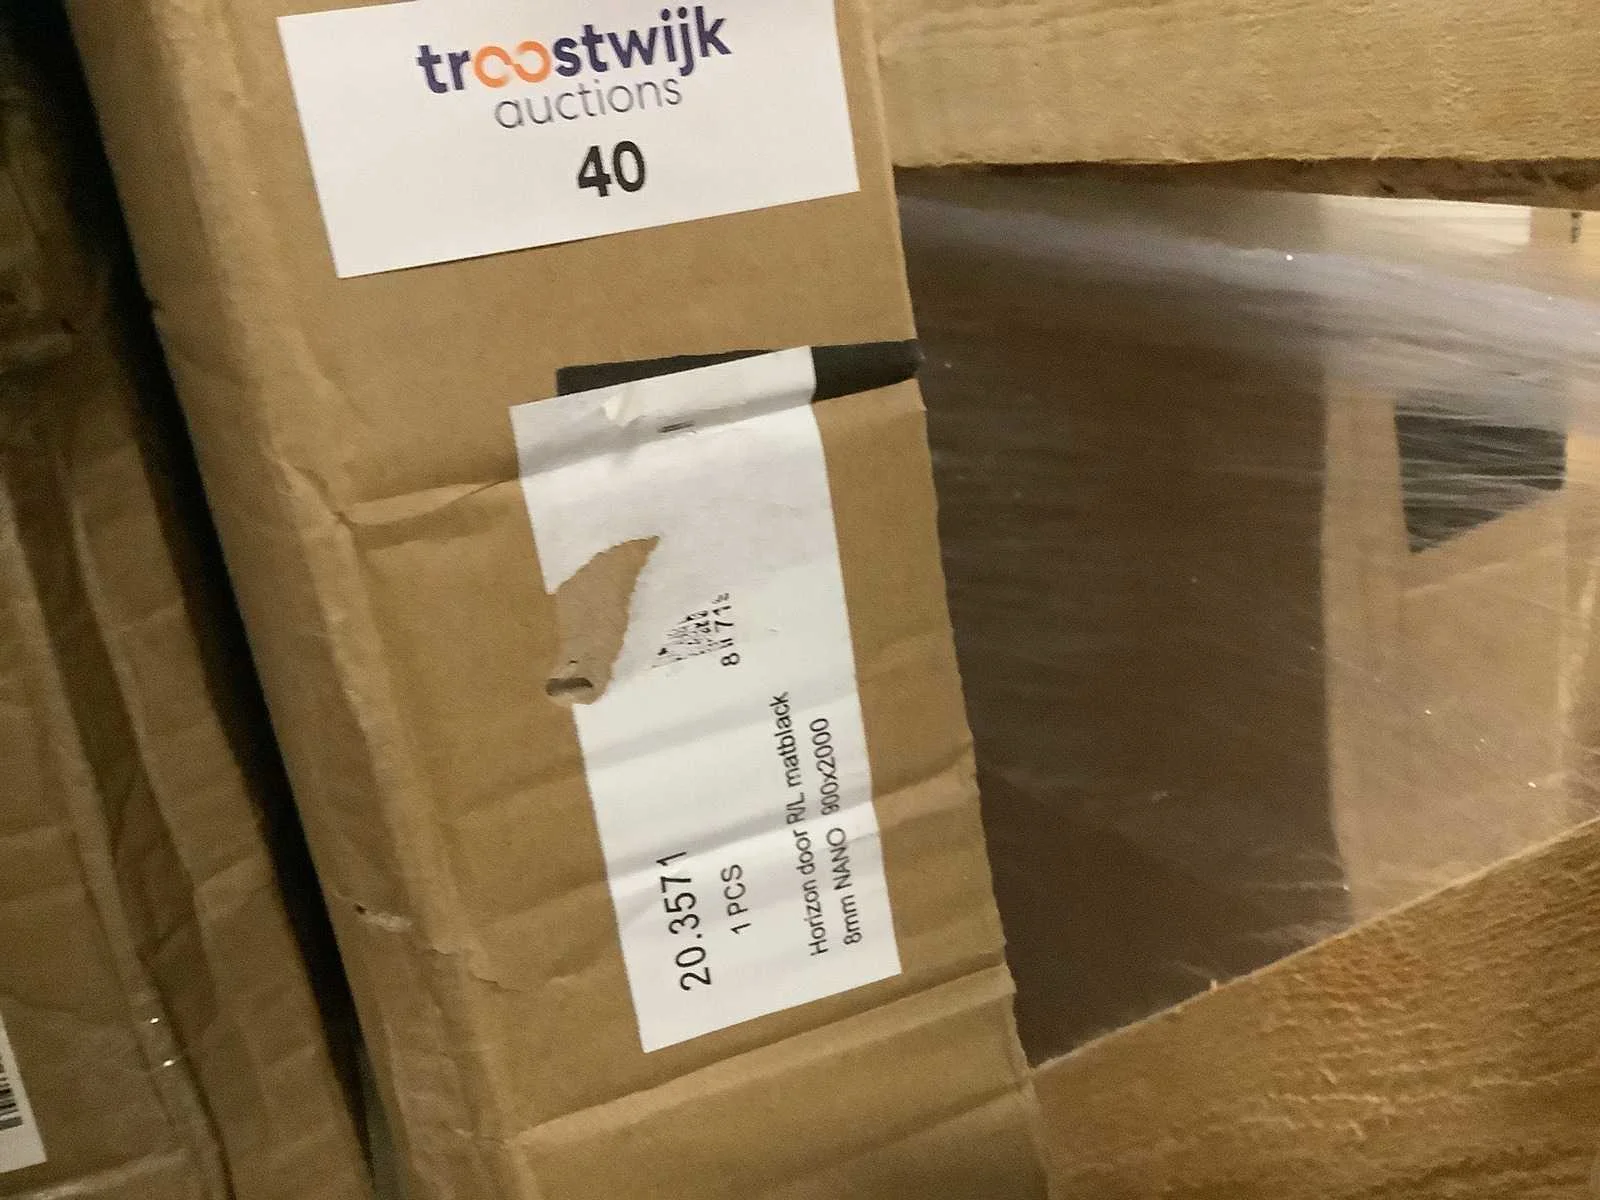 troostwijk
auctions
40
20.3571
1 PCS
Horizon door R/L matblack
8mm NANO 900x2000